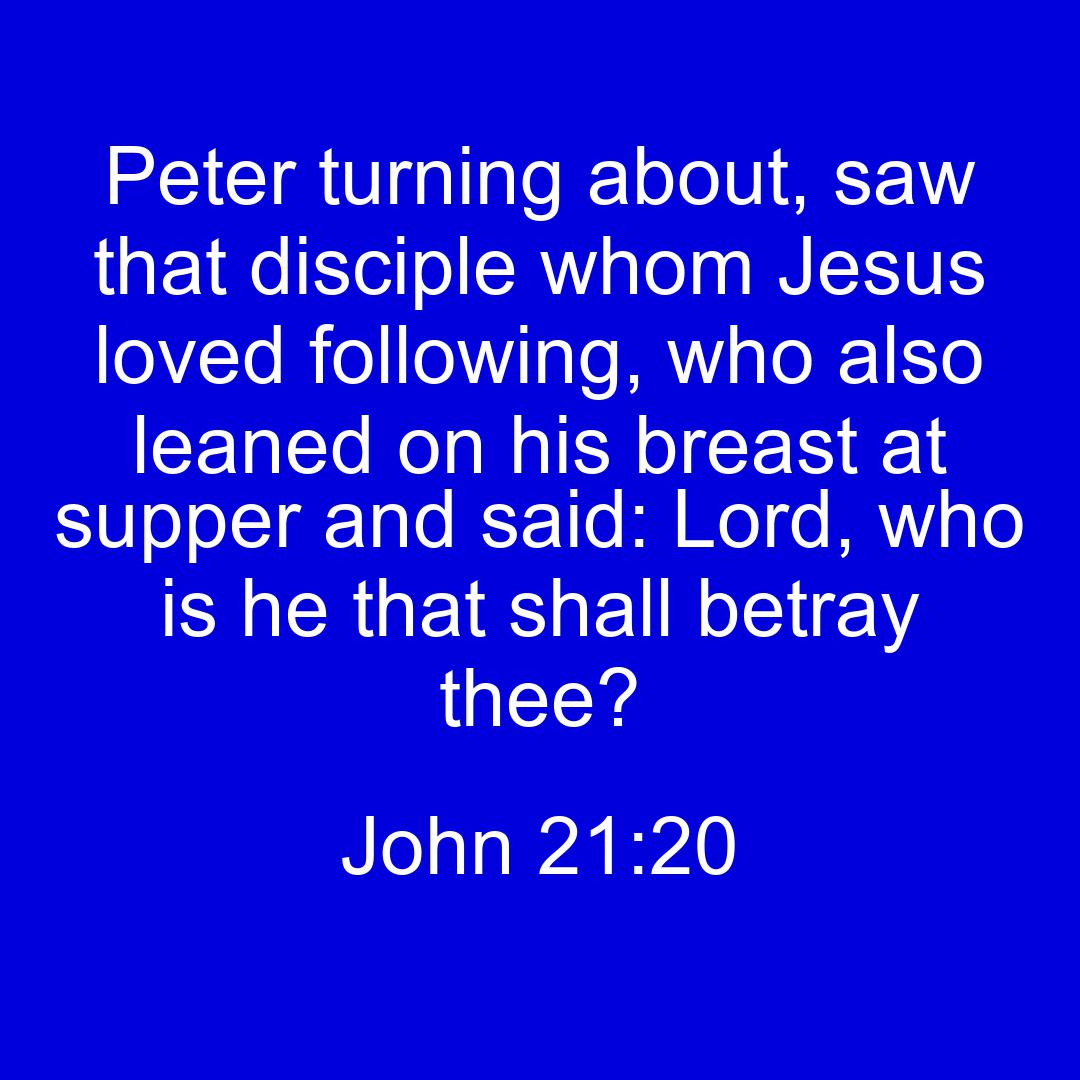 Peter turning about, saw
that disciple whom Jesus
loved following, who also
leaned on his breast at
supper and said: Lord, who
is he that shall betray
thee?
John 21:20